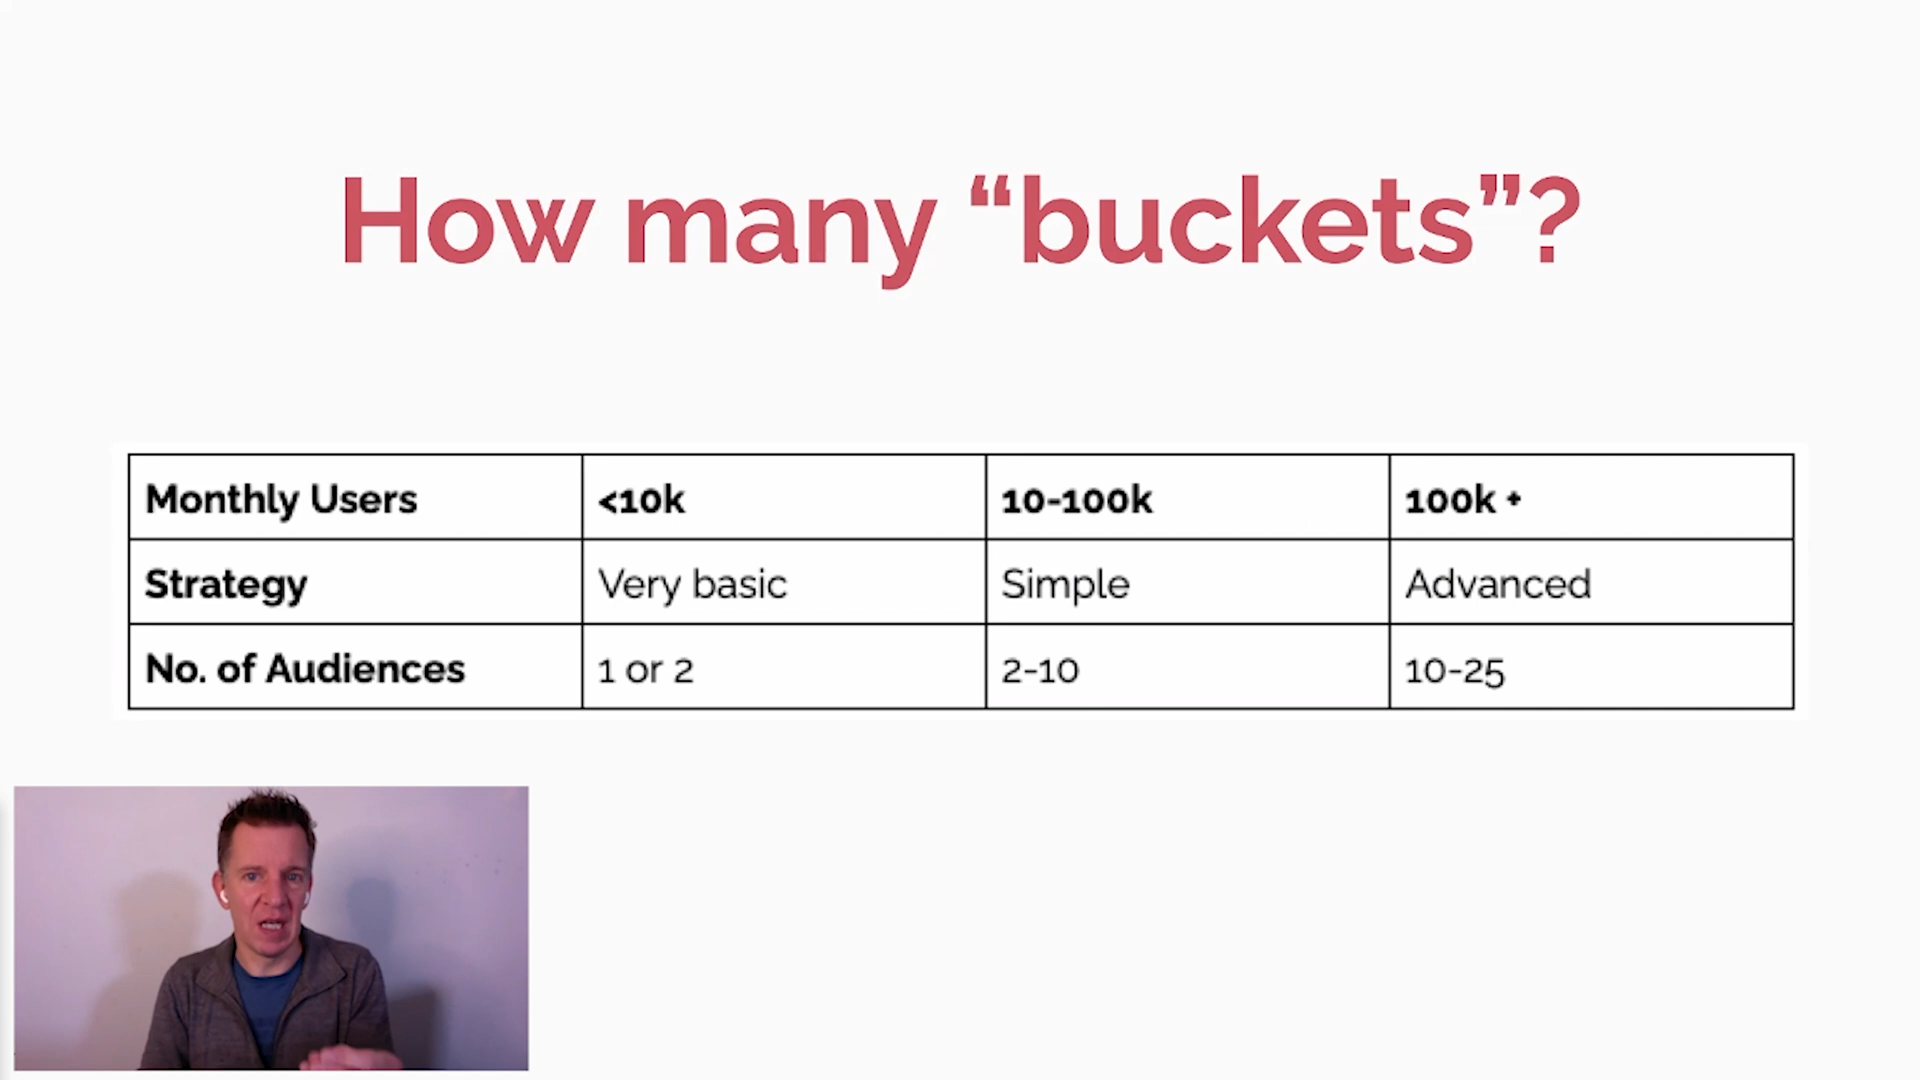 How many “buckets”?
Monthly Users <10k 10-100k 100k +
Strategy Very basic Simple Advanced
No. of Audiences 1 or 2 2-10 10-25